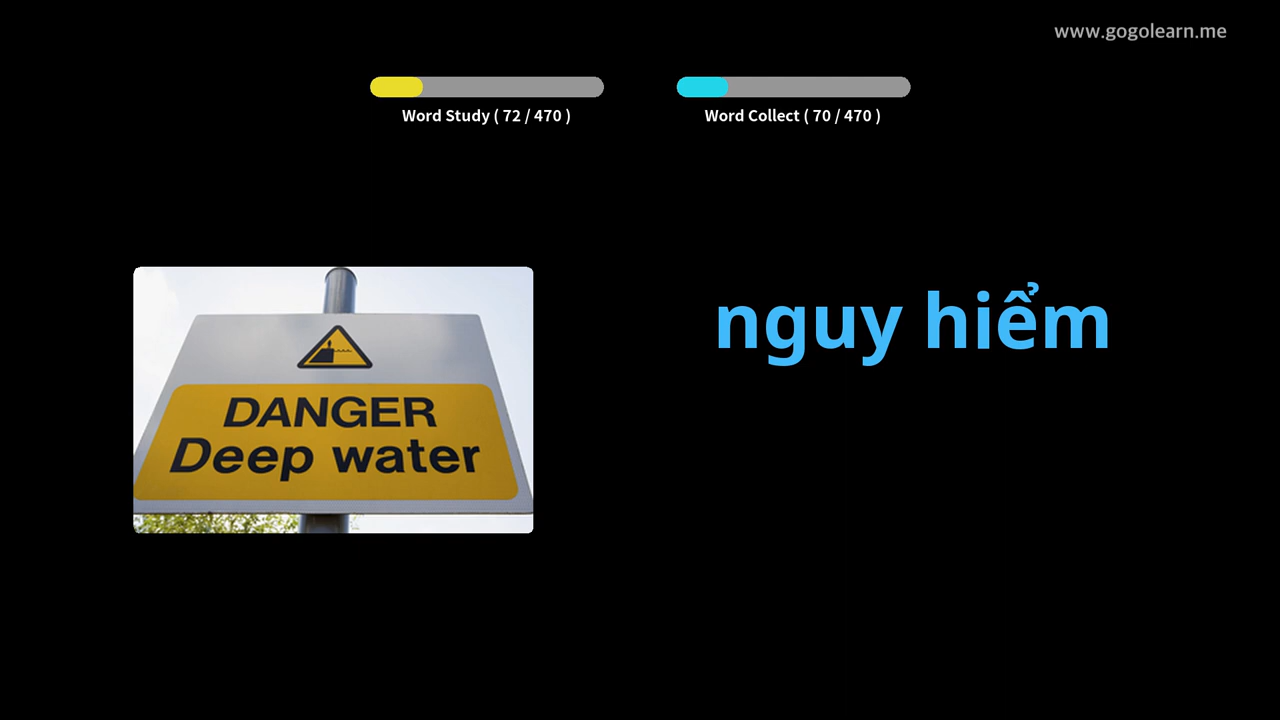 www.gogolearn.me
Word Study ( 72 / 470 )
Word Collect ( 70 / 470 )
nguy hiểm
DANGER
Deep water